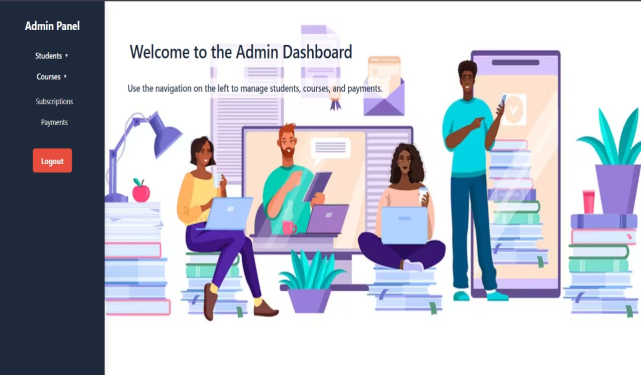 Admin Panel
Students ▾
Courses ▾
Subscriptions
Payments
Logout
Welcome to the Admin Dashboard
Use the navigation on the left to manage students, courses, and payments.